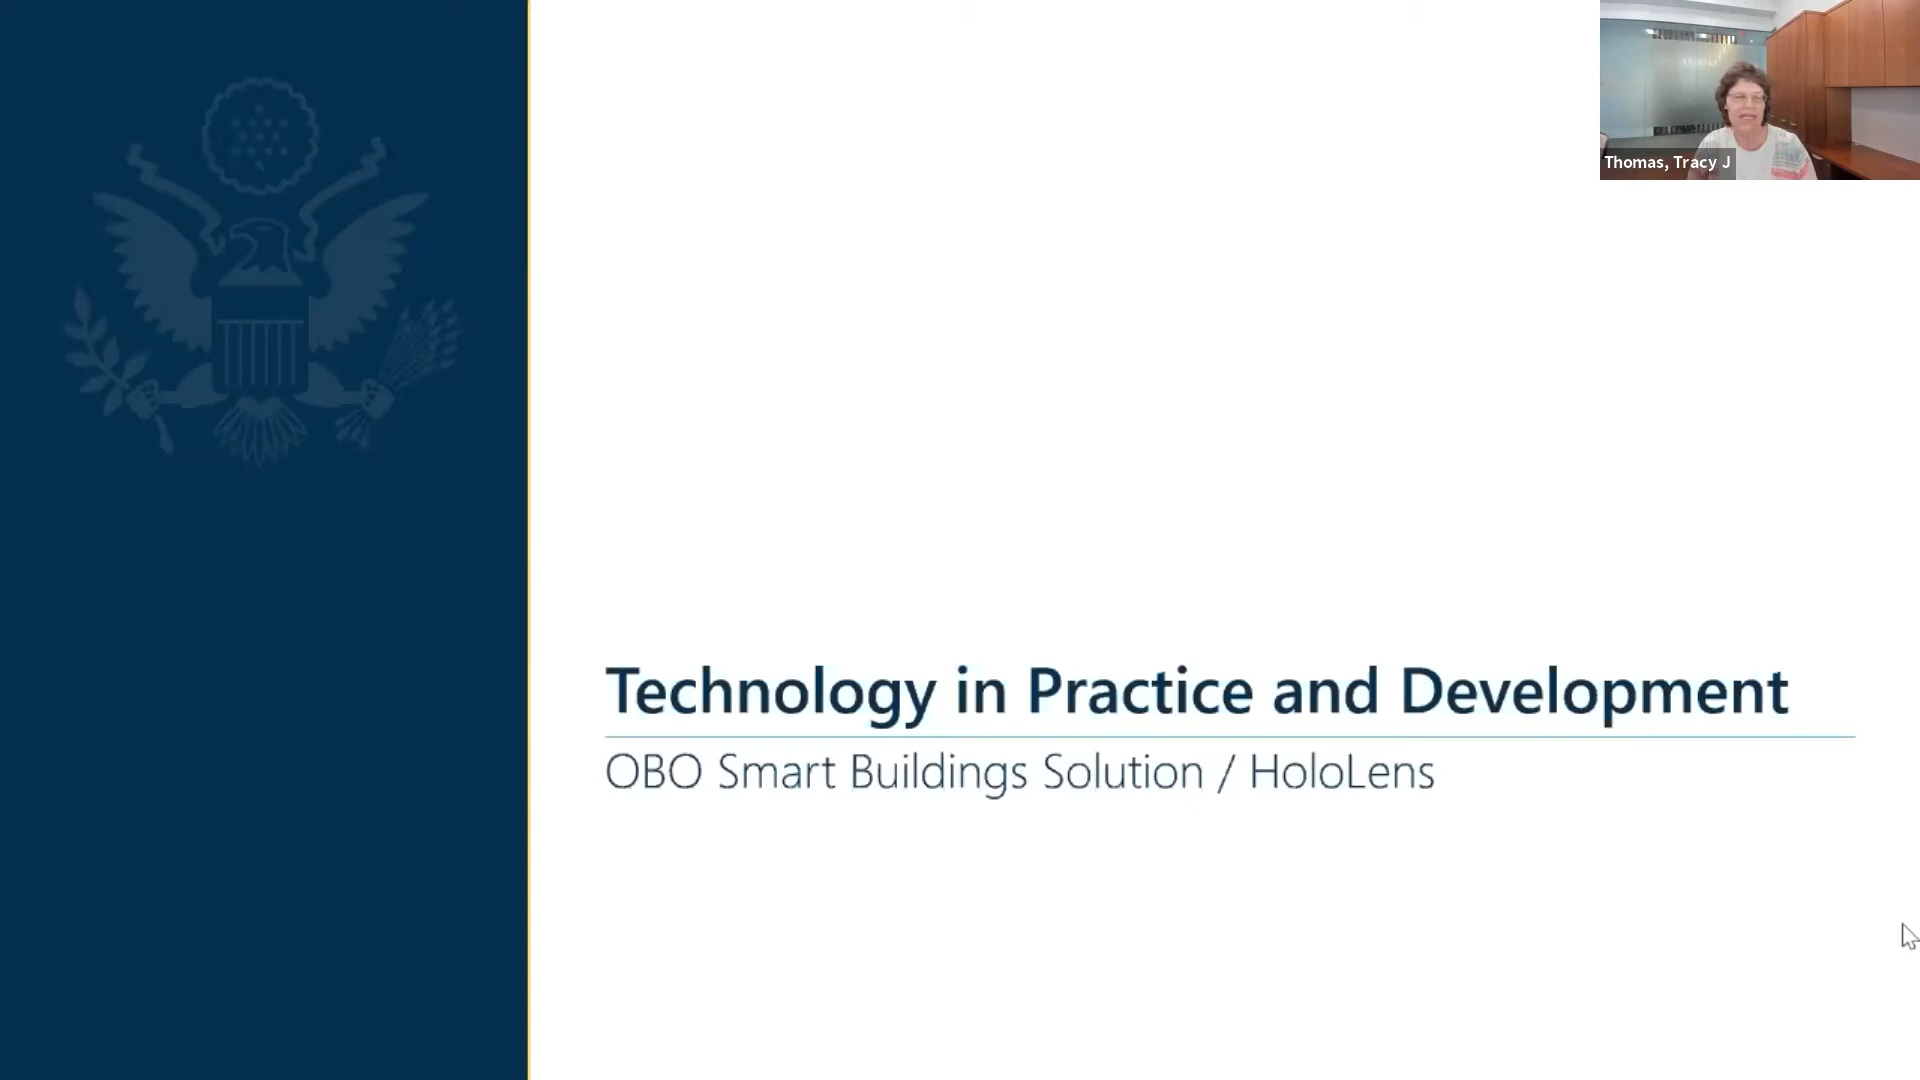 Thomas, Tracy J
Technology in Practice and Development
OBO Smart Buildings Solution / HoloLens